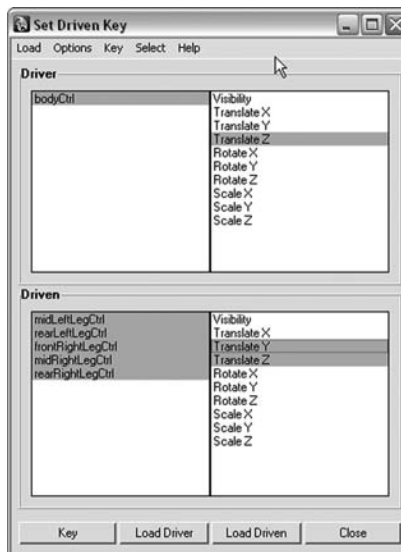 Set Driven Key
Load Options Key Select Help
Driver
bodyCtrl
Visibility
Translate X
Translate Y
Translate Z
Rotate X
Rotate Y
Rotate Z
Scale X
Scale Y
Scale Z
Driven
midLeftLegCtrl
rearLeftLegCtrl
frontRightLegCtrl
midRightLegCtrl
rearRightLegCtrl
Visibility
Translate X
Translate Y
Translate Z
Rotate X
Rotate Y
Rotate Z
Scale X
Scale Y
Scale Z
Key Load Driver Load Driven Close